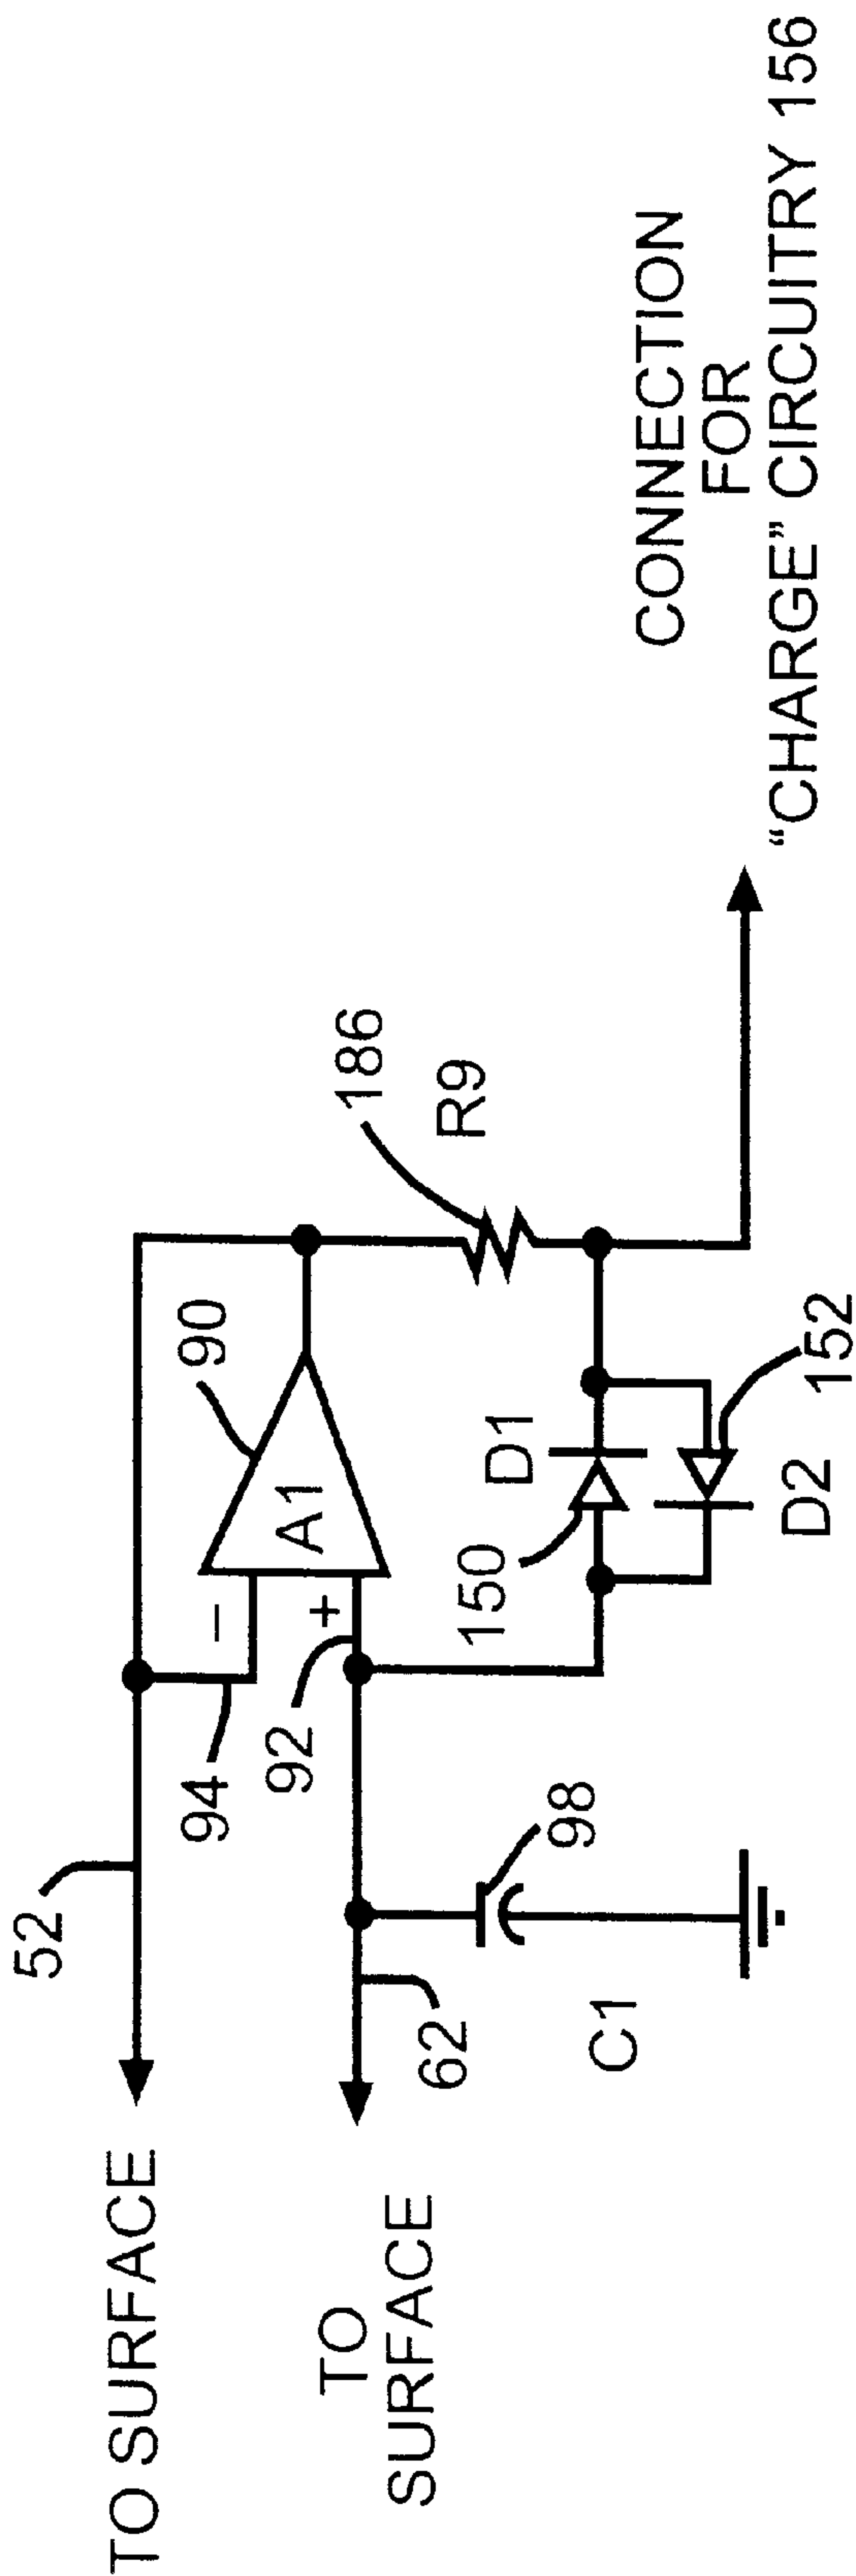 TO SURFACE
52
94
90
A1
−
+
92
TO
SURFACE
62
C1
98
150
D1
D2
152
186
R9
CONNECTION
FOR
“CHARGE” CIRCUITRY 156